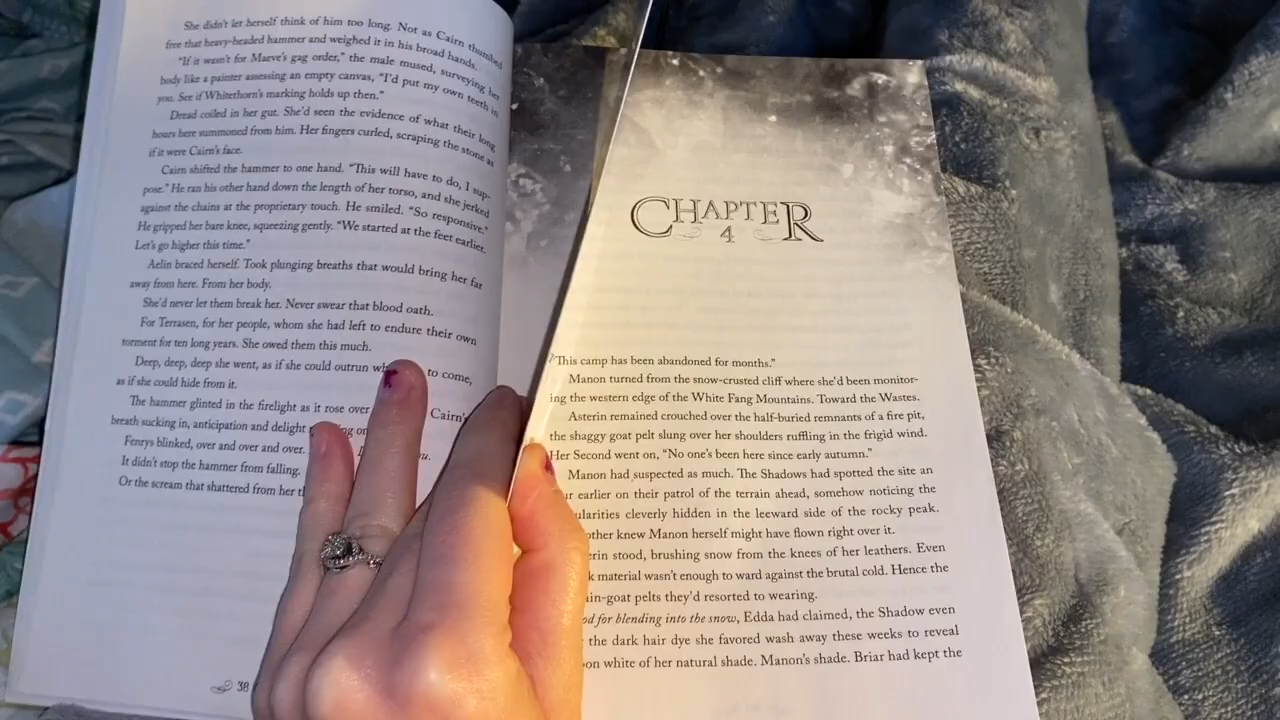 She didn't let herself think of him too long. Not as Cairn thumbed
free that heavy-headed hammer and weighed it in his broad hands.
"If it wasn't for Maeve's gag order," the male mused, surveying her
body like a painter assessing an empty canvas, "I'd put my own teeth in
you. See if Whitethorn's marking holds up then."
Dread coiled in her gut. She'd seen the evidence of what their long
hours here summoned from him. Her fingers curled, scraping the stone as
if it were Cairn's face.
Cairn shifted the hammer to one hand. "This will have to do, I sup-
pose." He ran his other hand down the length of her torso, and she jerked
against the chains at the proprietary touch. He smiled. "So responsive."
He gripped her bare knee, squeezing gently. "We started at the feet earlier.
Let's go higher this time."
Aelin braced herself. Took plunging breaths that would bring her far
away from here. From her body.
She'd never let them break her. Never swear that blood oath.
For Terrasen, for her people, whom she had left to endure their own
torment for ten long years. She owed them this much.
Deep, deep, deep she went, as if she could outrun to come,
as if she could hide from it.
The hammer glinted in the firelight as it rose over Cairn's
breath sucking in, anticipation and delight on
Fenrys blinked, over and over and over.
It didn't stop the hammer from falling.
Or the scream that shattered from her
38
CHAPTER
4
"This camp has been abandoned for months."
Manon turned from the snow-crusted cliff where she'd been monitor-
ing the western edge of the White Fang Mountains. Toward the Wastes.
Asterin remained crouched over the half-buried remnants of a fire pit,
the shaggy goat pelt slung over her shoulders ruffling in the frigid wind.
Her Second went on, "No one's been here since early autumn."
Manon had suspected as much. The Shadows had spotted the site an
earlier on their patrol of the terrain ahead, somehow noticing the
cleverly hidden in the leeward side of the rocky peak.
knew Manon herself might have flown right over it.
stood, brushing snow from the knees of her leathers. Even
material wasn't enough to ward against the brutal cold. Hence the
pelts they'd resorted to wearing.
for blending into the snow, Edda had claimed, the Shadow even
the dark hair dye she favored wash away these weeks to reveal
white of her natural shade. Manon's shade. Briar had kept the